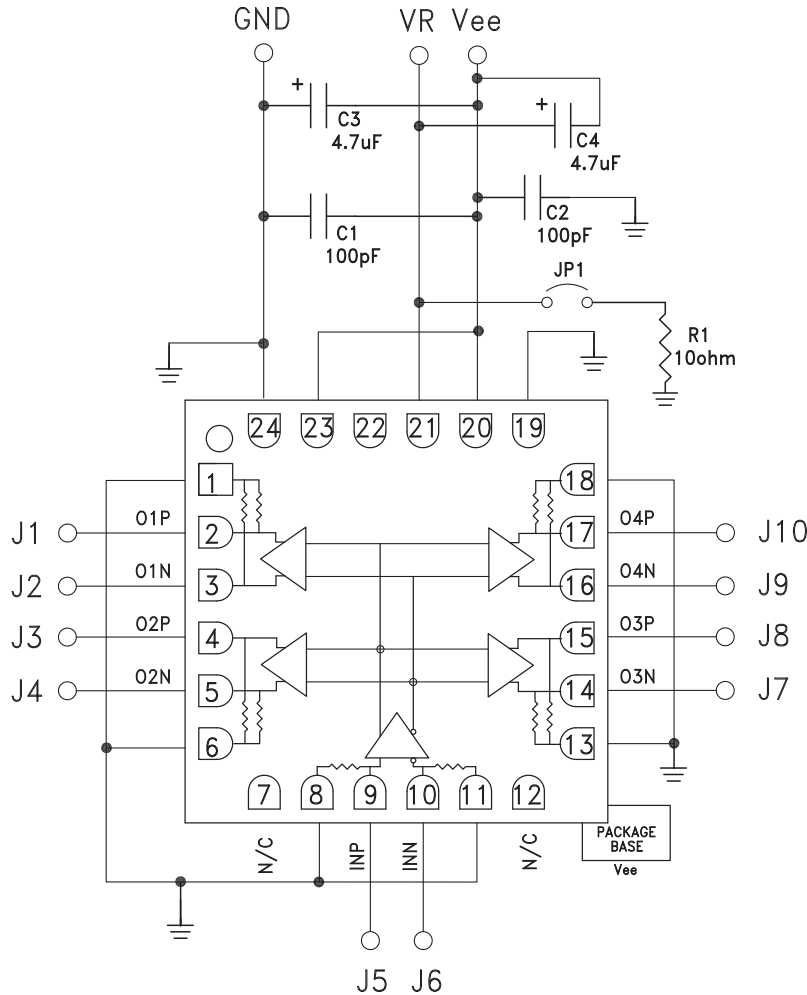 GND VR Vee
+ C3 4.7uF
+ C4 4.7uF
C1 100pF
C2 100pF
JP1
R1 10ohm
24 23 22 21 20 19
1 18
J1 O1P 2 17 O4P J10
J2 O1N 3 16 O4N J9
J3 O2P 4 15 O3P J8
J4 O2N 5 14 O3N J7
6 13
7 8 9 10 11 12
N/C INP INN N/C
PACKAGE
BASE
Vee
J5 J6